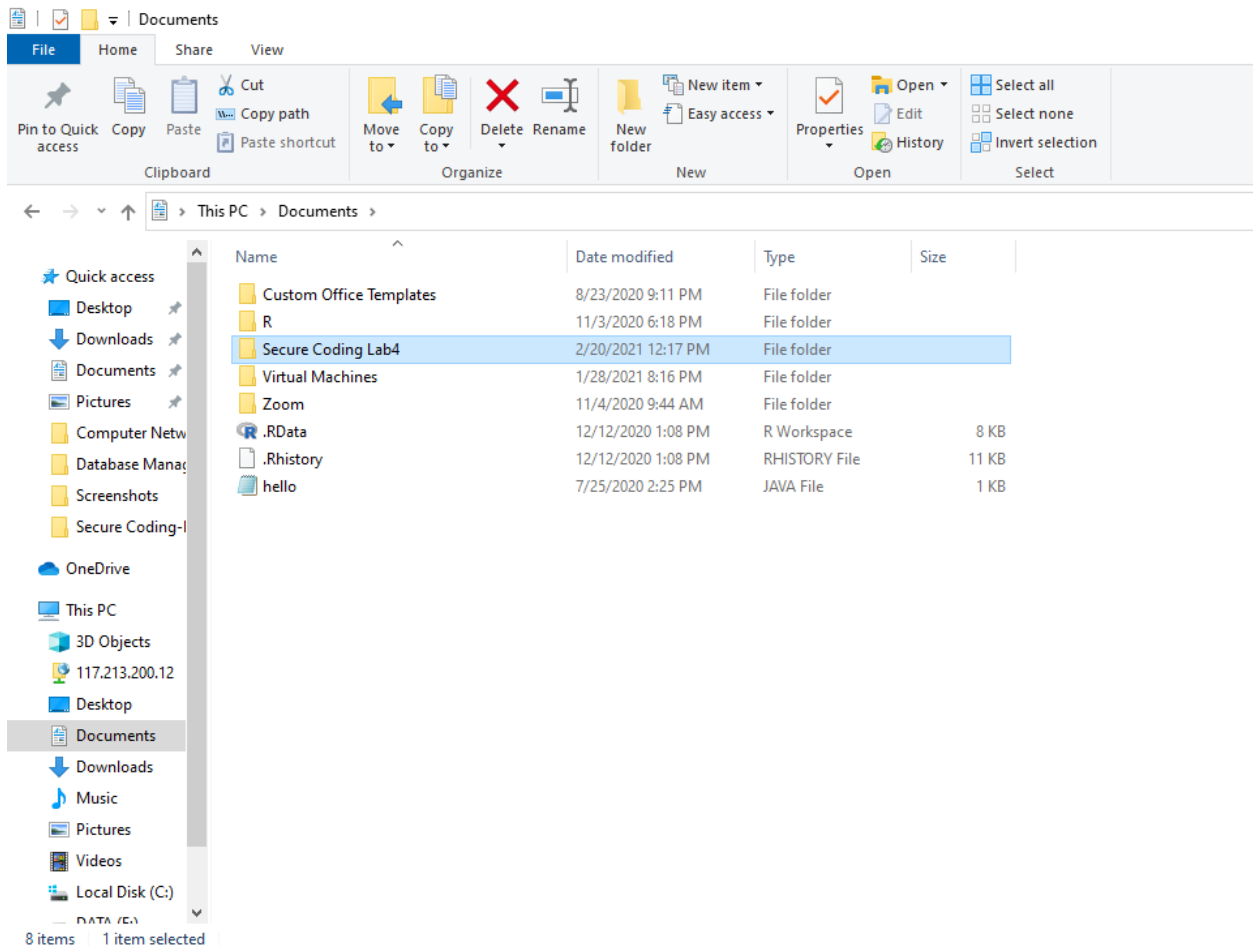 Documents
File Home Share View
Pin to Quick access
Copy
Paste
Cut
Copy path
Paste shortcut
Clipboard
Move to
Copy to
Delete
Rename
Organize
New folder
New item
Easy access
New
Properties
Open
Edit
History
Open
Select all
Select none
Invert selection
Select
This PC > Documents >
Name Date modified Type Size
Custom Office Templates 8/23/2020 9:11 PM File folder
R 11/3/2020 6:18 PM File folder
Secure Coding Lab4 2/20/2021 12:17 PM File folder
Virtual Machines 1/28/2021 8:16 PM File folder
Zoom 11/4/2020 9:44 AM File folder
.RData 12/12/2020 1:08 PM R Workspace 8 KB
.Rhistory 12/12/2020 1:08 PM RHISTORY File 11 KB
hello 7/25/2020 2:25 PM JAVA File 1 KB
Quick access
Desktop
Downloads
Documents
Pictures
Computer Netw
Database Manag
Screenshots
Secure Coding-
OneDrive
This PC
3D Objects
117.213.200.12
Desktop
Documents
Downloads
Music
Pictures
Videos
Local Disk (C:)
8 items 1 item selected